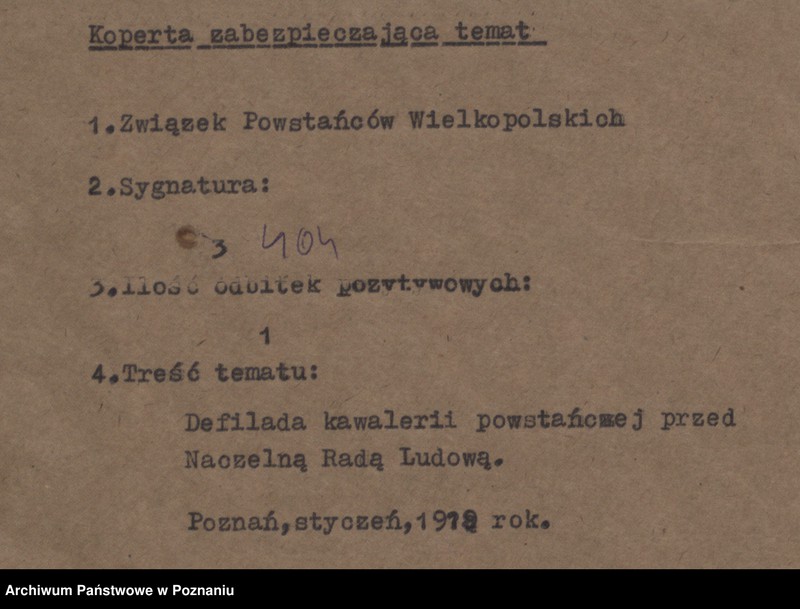 Koperta zabezpieczająca temat
1.Związek Powstańców Wielkopolskich
2.Sygnatura:
3 404
3.Ilość odbitek pozytywowych:
1
4.Treść tematu:
Defilada kawalerii powstańczej przed
Naczelną Radą Ludową.
Poznań,styczeń,1919 rok.
Archiwum Państwowe w Poznaniu